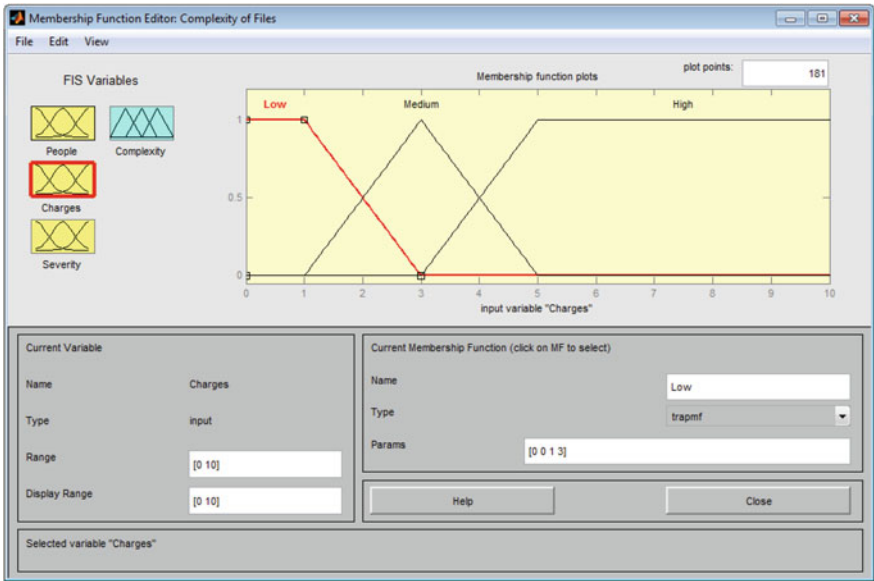 Membership Function Editor: Complexity of Files
File Edit View
FIS Variables
People
Complexity
Charges
Severity
Membership function plots
plot points:
181
Low
Medium
High
1
0.5
0
0 1 2 3 4 5 6 7 8 9 10
input variable "Charges"
Current Variable
Name Charges
Type input
Range [0 10]
Display Range [0 10]
Current Membership Function (click on MF to select)
Name Low
Type trapmf
Params [0 0 1 3]
Help
Close
Selected variable "Charges"